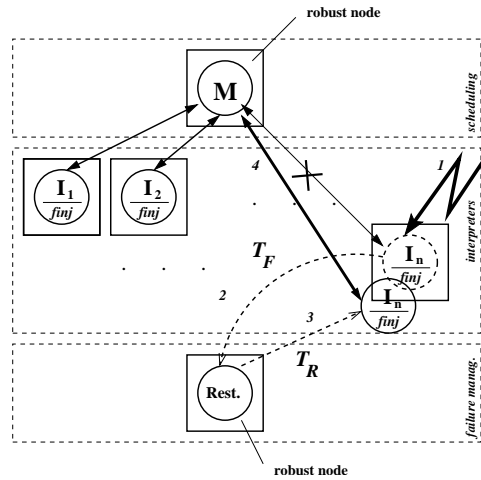 robust node
M
scheduling
I1
finj
I2
finj
4
1
. . .
In
finj
interpreters
TF
. . .
2
In
finj
3
TR
Rest.
failure manag.
robust node